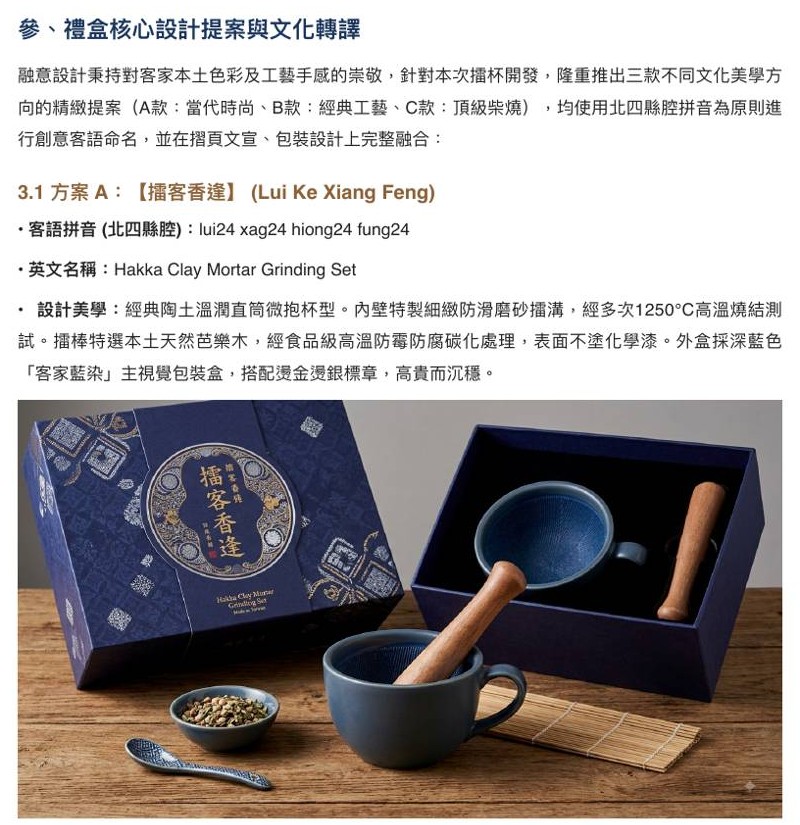 參、禮盒核心設計提案與文化轉譯
融意設計秉持對客家本土色彩及工藝手感的崇敬，針對本次擂杯開發，隆重推出三款不同文化美學方
向的精緻提案（A款：當代時尚、B款：經典工藝、C款：頂級柴燒），均使用北四縣腔拼音為原則進
行創意客語命名，並在摺頁文宣、包裝設計上完整融合：
3.1 方案 A：【擂客香逢】 (Lui Ke Xiang Feng)
• 客語拼音 (北四縣腔)：lui24 xag24 hiong24 fung24
• 英文名稱：Hakka Clay Mortar Grinding Set
• 設計美學：經典陶土溫潤直筒微抱杯型。內壁特製細緻防滑磨砂擂溝，經多次1250°C高溫燒結測
試。擂棒特選本土天然芭樂木，經食品級高溫防霉防腐碳化處理，表面不塗化學漆。外盒採深藍色
「客家藍染」主視覺包裝盒，搭配燙金燙銀標章，高貴而沉穩。
擂客香逢
Hakka Clay Mortar
Grinding Set
Made in Taiwan